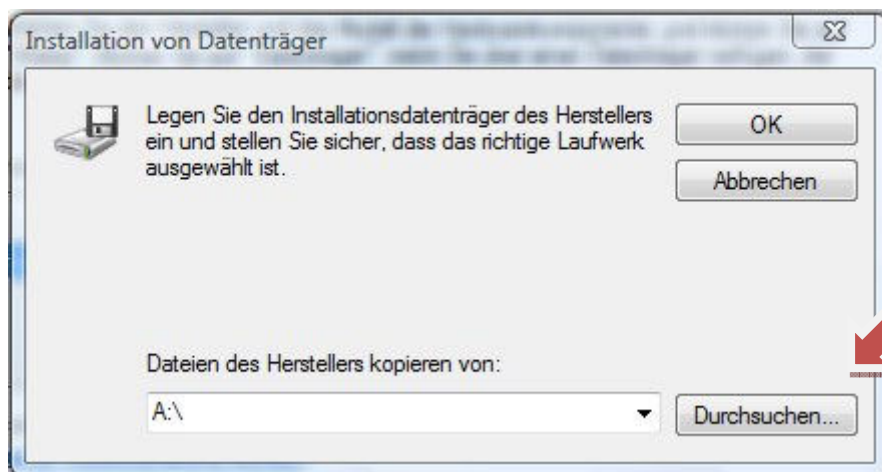 Installation von Datenträger
Legen Sie den Installationsdatenträger des Herstellers
ein und stellen Sie sicher, dass das richtige Laufwerk
ausgewählt ist.
OK
Abbrechen
Dateien des Herstellers kopieren von:
A:\
Durchsuchen...